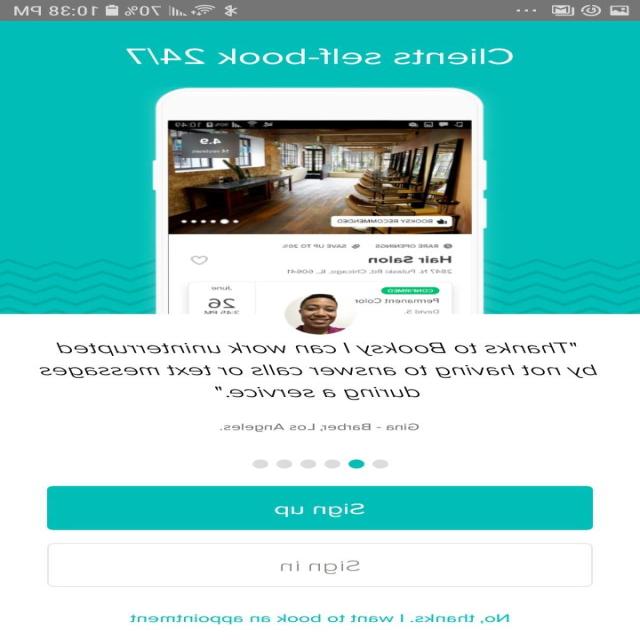 70% 10:38 PM
Clients self-book 24/7
10:49
4.9
14 reviews
BOOKSY RECOMMENDED
RARE OPENINGS SAVE UP TO 20%
Hair Salon
2847 N. Pulaski Rd, Chicago, IL, 60641
CONFIRMED
June
Permanent Color
26
David S.
3:45 PM
"Thanks to Booksy I can work uninterrupted
by not having to answer calls or text messages
during a service."
Gina - Barber, Los Angeles.
Sign up
Sign in
No, thanks. I want to book an appointment